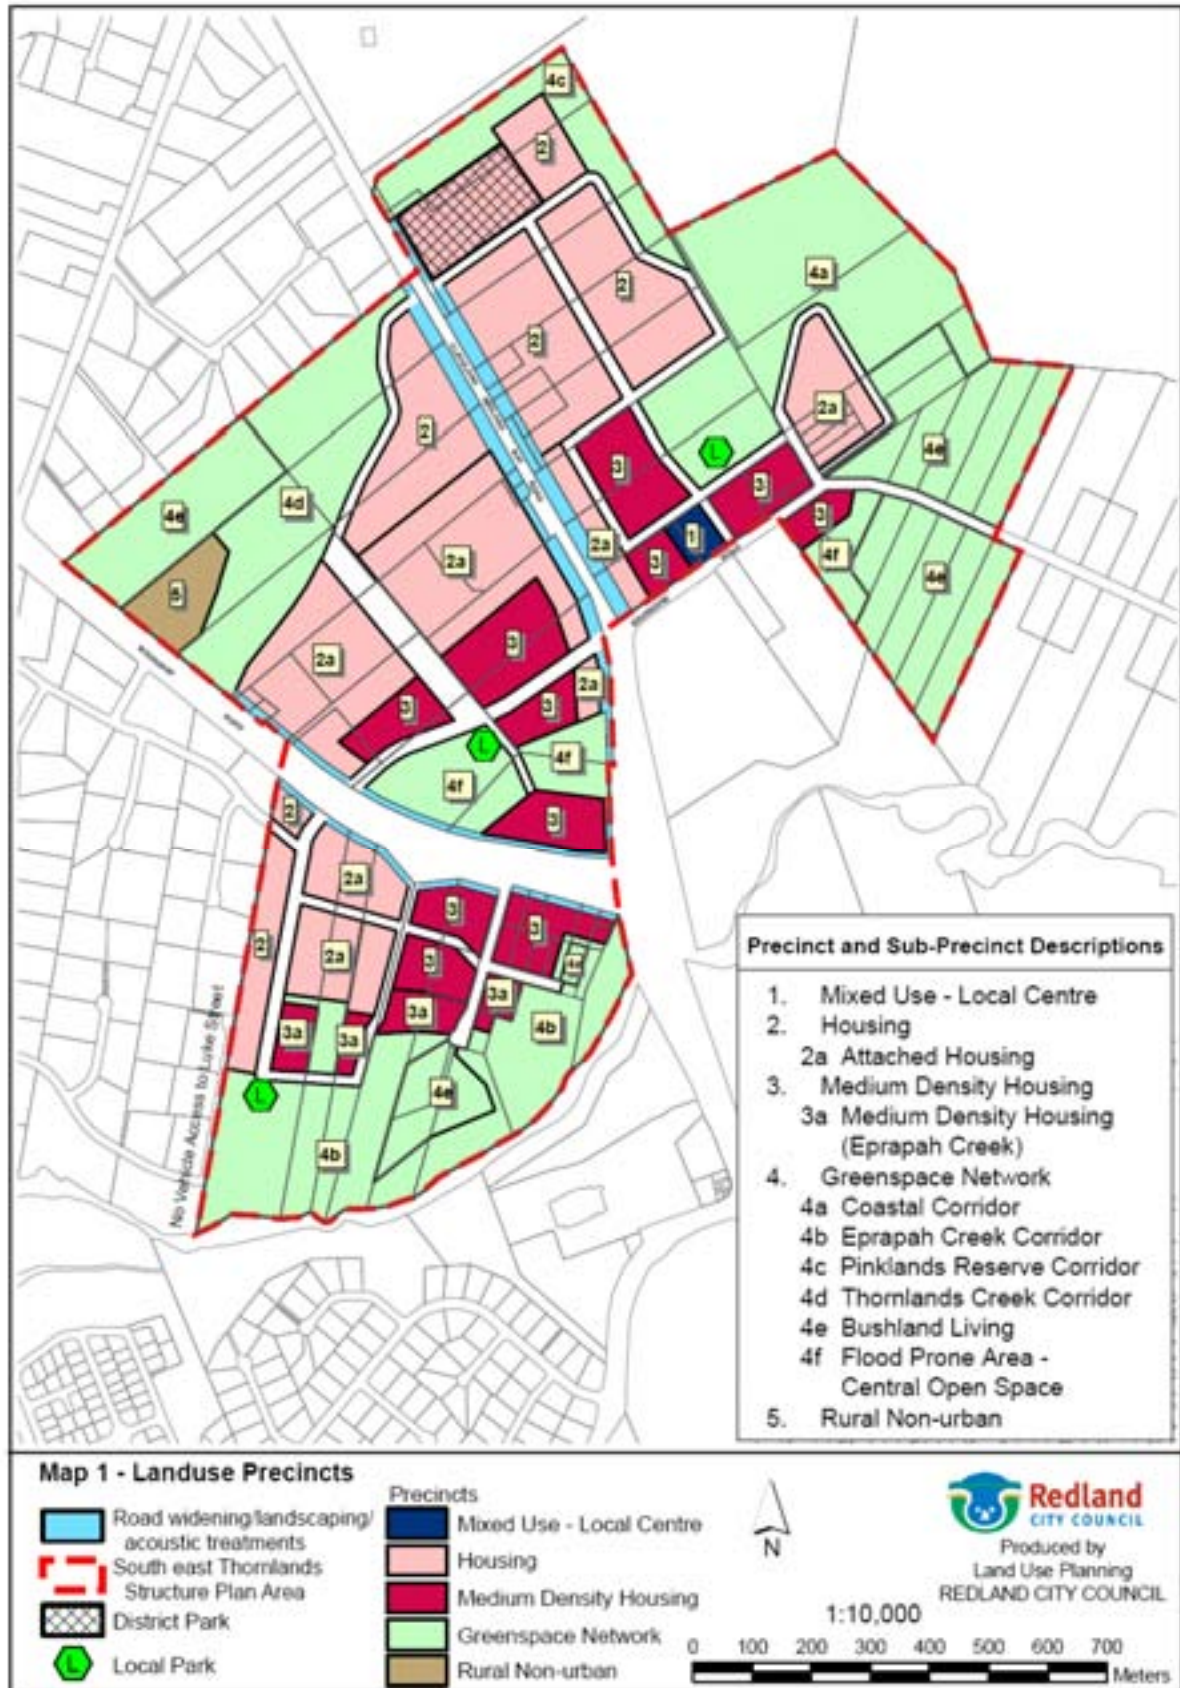 4c
2
4a
2
2
2a
2
L
4e
3
3
4d
4e
3
1
2a
4f
3
2a
4e
5
3
2a
3
2a
3
L
4f
4f
3
2
2a
3
3
2
2a
3
4e
3a
3a
4b
3a
3a
4e
L
4b
No Vehicle Access to Luke Street
Precinct and Sub-Precinct Descriptions
1. Mixed Use - Local Centre
2. Housing
2a Attached Housing
3. Medium Density Housing
3a Medium Density Housing
(Eprapah Creek)
4. Greenspace Network
4a Coastal Corridor
4b Eprapah Creek Corridor
4c Pinklands Reserve Corridor
4d Thornlands Creek Corridor
4e Bushland Living
4f Flood Prone Area -
Central Open Space
5. Rural Non-urban
Map 1 - Landuse Precincts
Road widening/landscaping/
acoustic treatments
South east Thornlands
Structure Plan Area
District Park
L Local Park
Precincts
Mixed Use - Local Centre
Housing
Medium Density Housing
Greenspace Network
Rural Non-urban
N
Redland
CITY COUNCIL
Produced by
Land Use Planning
REDLAND CITY COUNCIL
1:10,000
0 100 200 300 400 500 600 700
Meters